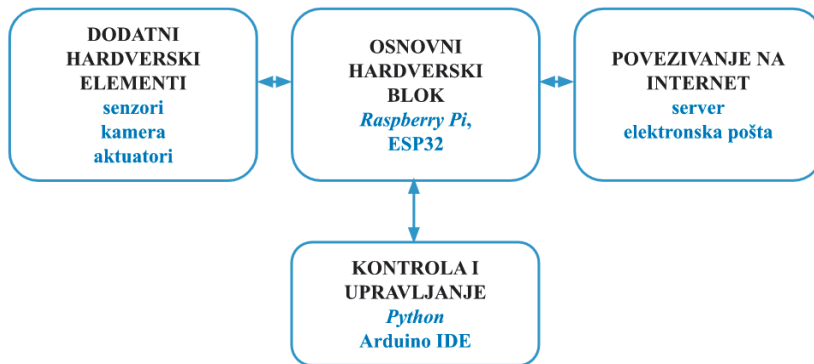 DODATNI
HARDVERSKI
ELEMENTI
senzori
kamera
aktuatori
OSNOVNI
HARDVERSKI
BLOK
Raspberry Pi,
ESP32
POVEZIVANJE NA
INTERNET
server
elektronska pošta
KONTROLA I
UPRAVLJANJE
Python
Arduino IDE